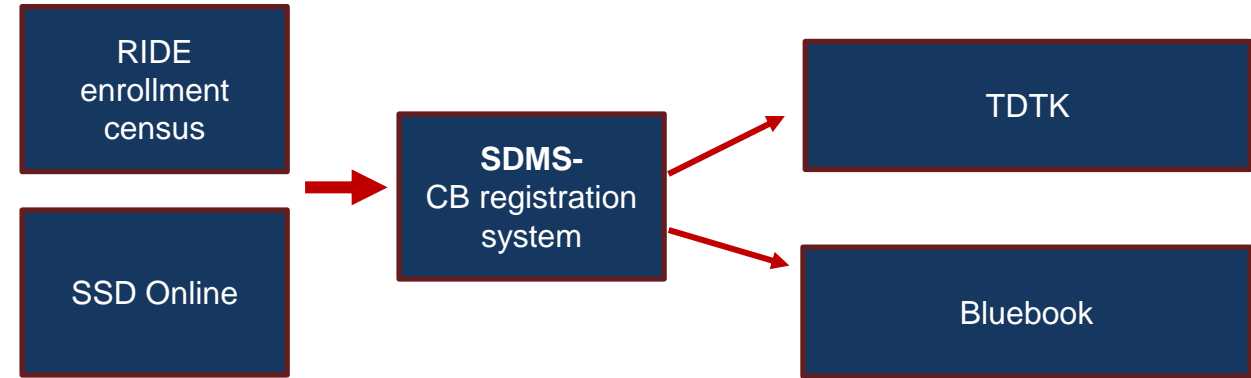 RIDE
enrollment
census
SSD Online
SDMS-
CB registration
system
TDTK
Bluebook